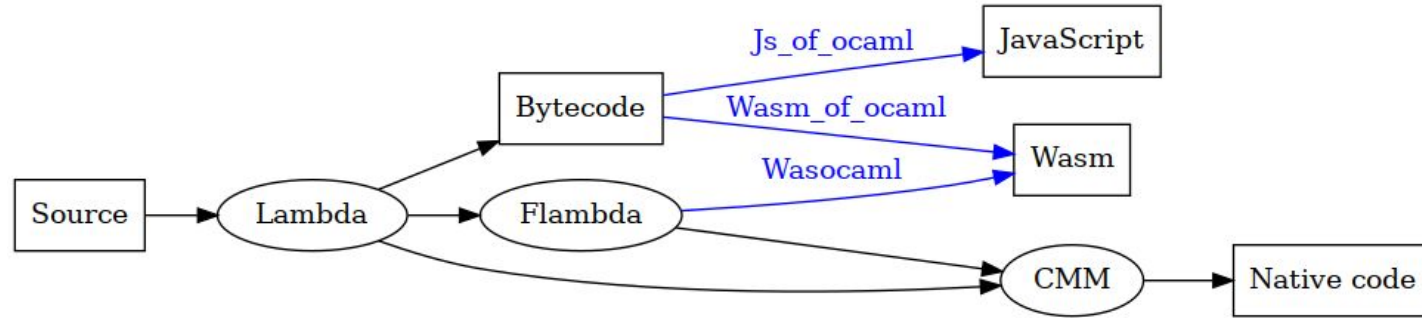 Js_of_ocaml
JavaScript
Bytecode
Wasm_of_ocaml
Wasm
Wasocaml
Source
Lambda
Flambda
CMM
Native code